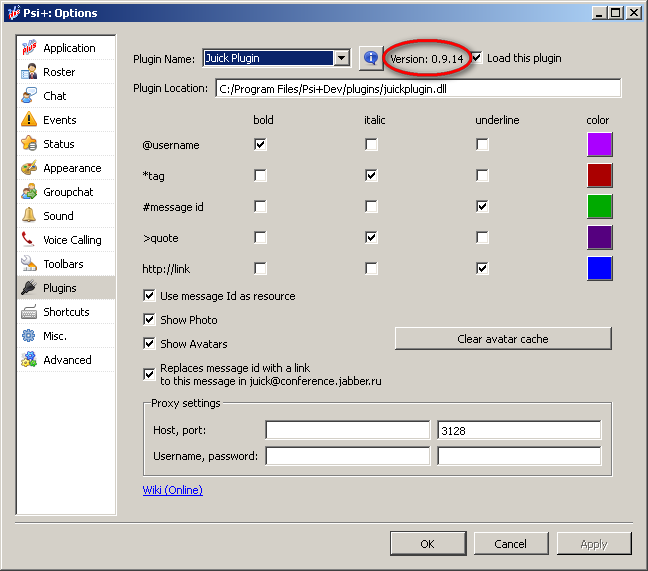 Psi+: Options
Application
Roster
Chat
Events
Status
Appearance
Groupchat
Sound
Voice Calling
Toolbars
Plugins
Shortcuts
Misc.
Advanced
Plugin Name: Juick Plugin Version: 0.9.14 Load this plugin
Plugin Location: C:/Program Files/Psi+Dev/plugins/juickplugin.dll
bold italic underline color
@username
*tag
#message id
>quote
http://link
Use message Id as resource
Show Photo
Show Avatars
Clear avatar cache
Replaces message id with a link
to this message in juick@conference.jabber.ru
Proxy settings
Host, port: 3128
Username, password:
Wiki (Online)
OK Cancel Apply